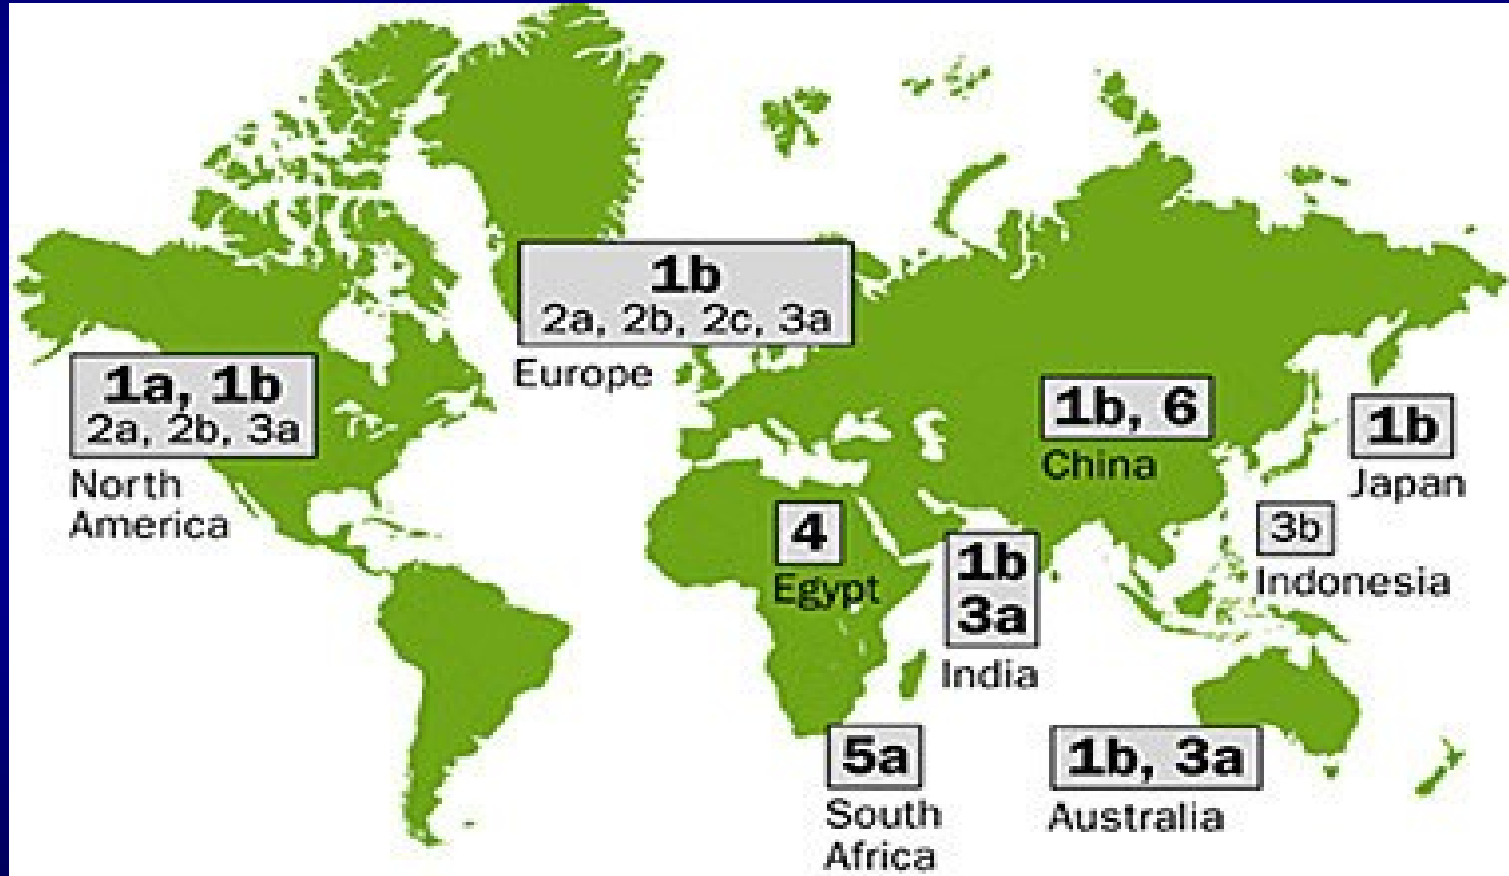 1b
2a, 2b, 2c, 3a
Europe
1a, 1b
2a, 2b, 3a
North
America
1b, 6
China
1b
Japan
4
Egypt
1b
3a
India
3b
Indonesia
5a
South
Africa
1b, 3a
Australia